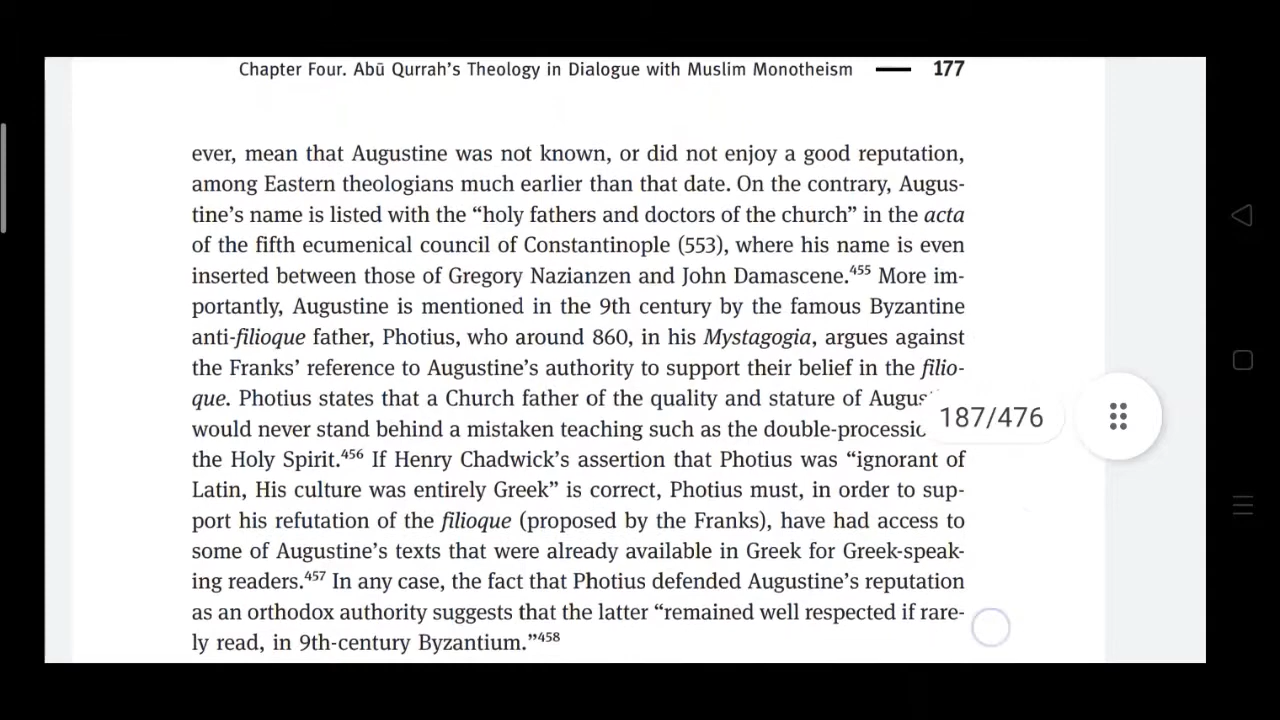 Chapter Four. Abū Qurrah’s Theology in Dialogue with Muslim Monotheism — 177
ever, mean that Augustine was not known, or did not enjoy a good reputation,
among Eastern theologians much earlier than that date. On the contrary, Augus-
tine’s name is listed with the “holy fathers and doctors of the church” in the acta
of the fifth ecumenical council of Constantinople (553), where his name is even
inserted between those of Gregory Nazianzen and John Damascene.⁴⁵⁵ More im-
portantly, Augustine is mentioned in the 9th century by the famous Byzantine
anti-filioque father, Photius, who around 860, in his Mystagogia, argues against
the Franks’ reference to Augustine’s authority to support their belief in the filio-
que. Photius states that a Church father of the quality and stature of
187/476
would never stand behind a mistaken teaching such as the
the Holy Spirit.⁴⁵⁶ If Henry Chadwick’s assertion that Photius was “ignorant of
Latin, His culture was entirely Greek” is correct, Photius must, in order to sup-
port his refutation of the filioque (proposed by the Franks), have had access to
some of Augustine’s texts that were already available in Greek for Greek-speak-
ing readers.⁴⁵⁷ In any case, the fact that Photius defended Augustine’s reputation
as an orthodox authority suggests that the latter “remained well respected if rare-
ly read, in 9th-century Byzantium.”⁴⁵⁸